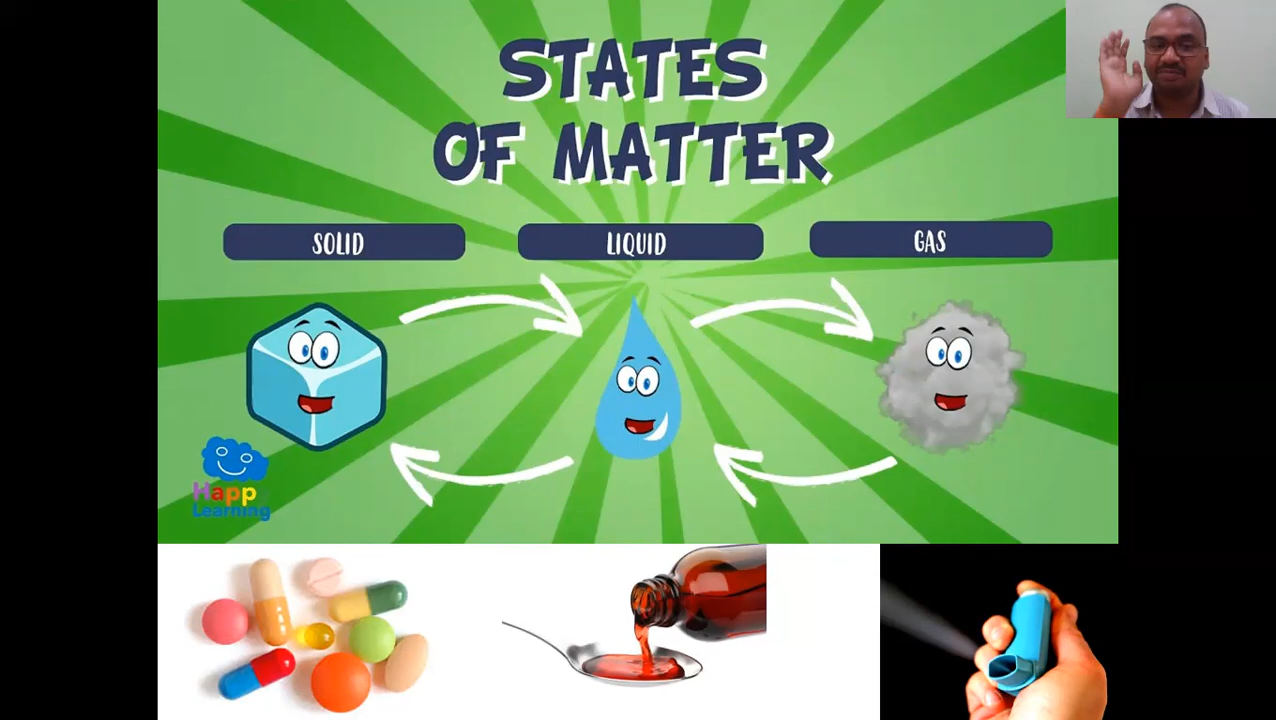 STATES
OF MATTER
SOLID
LIQUID
GAS
Happ
Learning